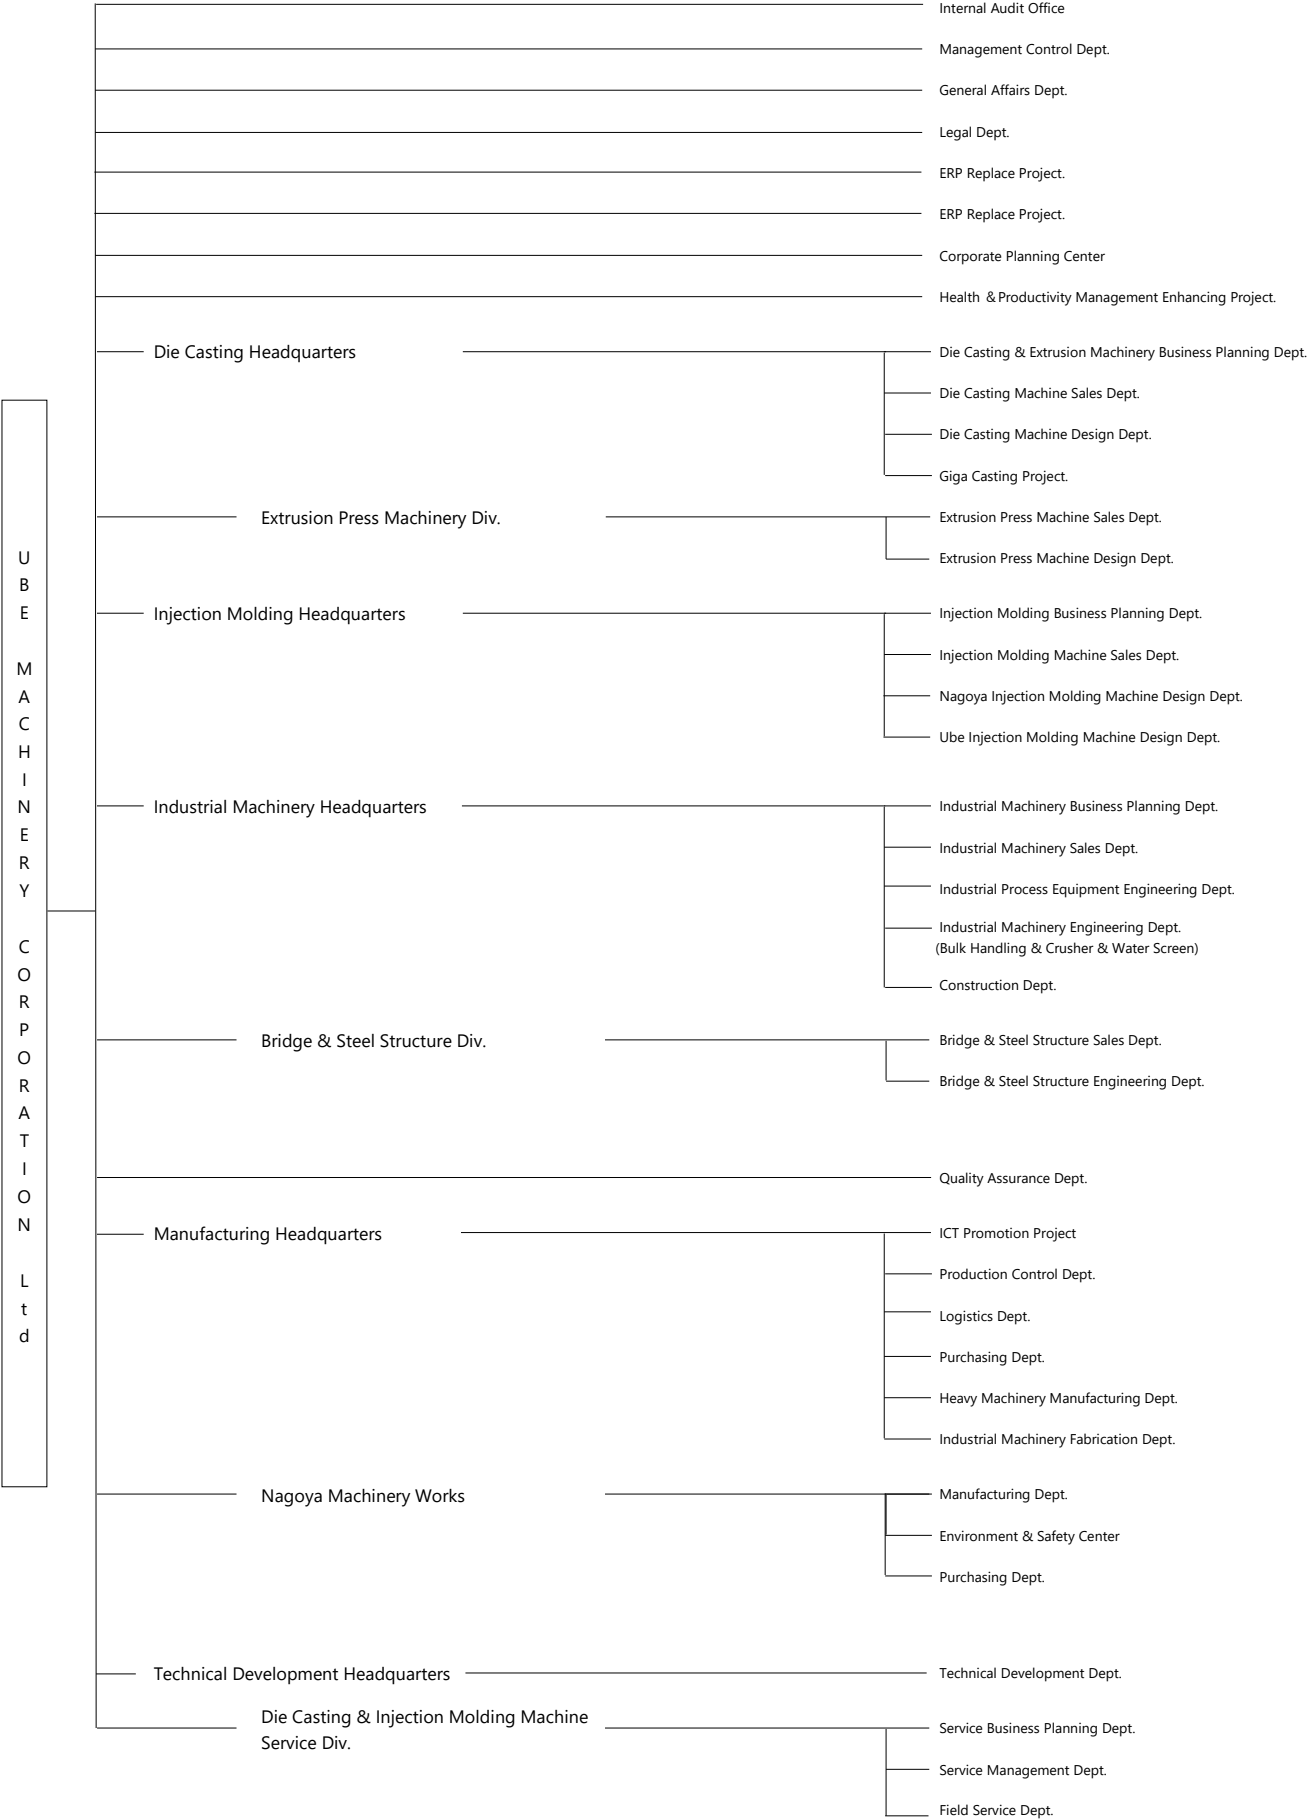 Internal Audit Office
Management Control Dept.
General Affairs Dept.
Legal Dept.
ERP Replace Project.
ERP Replace Project.
Corporate Planning Center
Health & Productivity Management Enhancing Project.
Die Casting Headquarters
Die Casting & Extrusion Machinery Business Planning Dept.
Die Casting Machine Sales Dept.
Die Casting Machine Design Dept.
Giga Casting Project.
Extrusion Press Machinery Div.
Extrusion Press Machine Sales Dept.
Extrusion Press Machine Design Dept.
UBE MACHINERY CORPORATION Ltd
Injection Molding Headquarters
Injection Molding Business Planning Dept.
Injection Molding Machine Sales Dept.
Nagoya Injection Molding Machine Design Dept.
Ube Injection Molding Machine Design Dept.
Industrial Machinery Headquarters
Industrial Machinery Business Planning Dept.
Industrial Machinery Sales Dept.
Industrial Process Equipment Engineering Dept.
Industrial Machinery Engineering Dept.
(Bulk Handling & Crusher & Water Screen)
Construction Dept.
Bridge & Steel Structure Div.
Bridge & Steel Structure Sales Dept.
Bridge & Steel Structure Engineering Dept.
Quality Assurance Dept.
Manufacturing Headquarters
ICT Promotion Project
Production Control Dept.
Logistics Dept.
Purchasing Dept.
Heavy Machinery Manufacturing Dept.
Industrial Machinery Fabrication Dept.
Nagoya Machinery Works
Manufacturing Dept.
Environment & Safety Center
Purchasing Dept.
Technical Development Headquarters
Technical Development Dept.
Die Casting & Injection Molding Machine
Service Div.
Service Business Planning Dept.
Service Management Dept.
Field Service Dept.